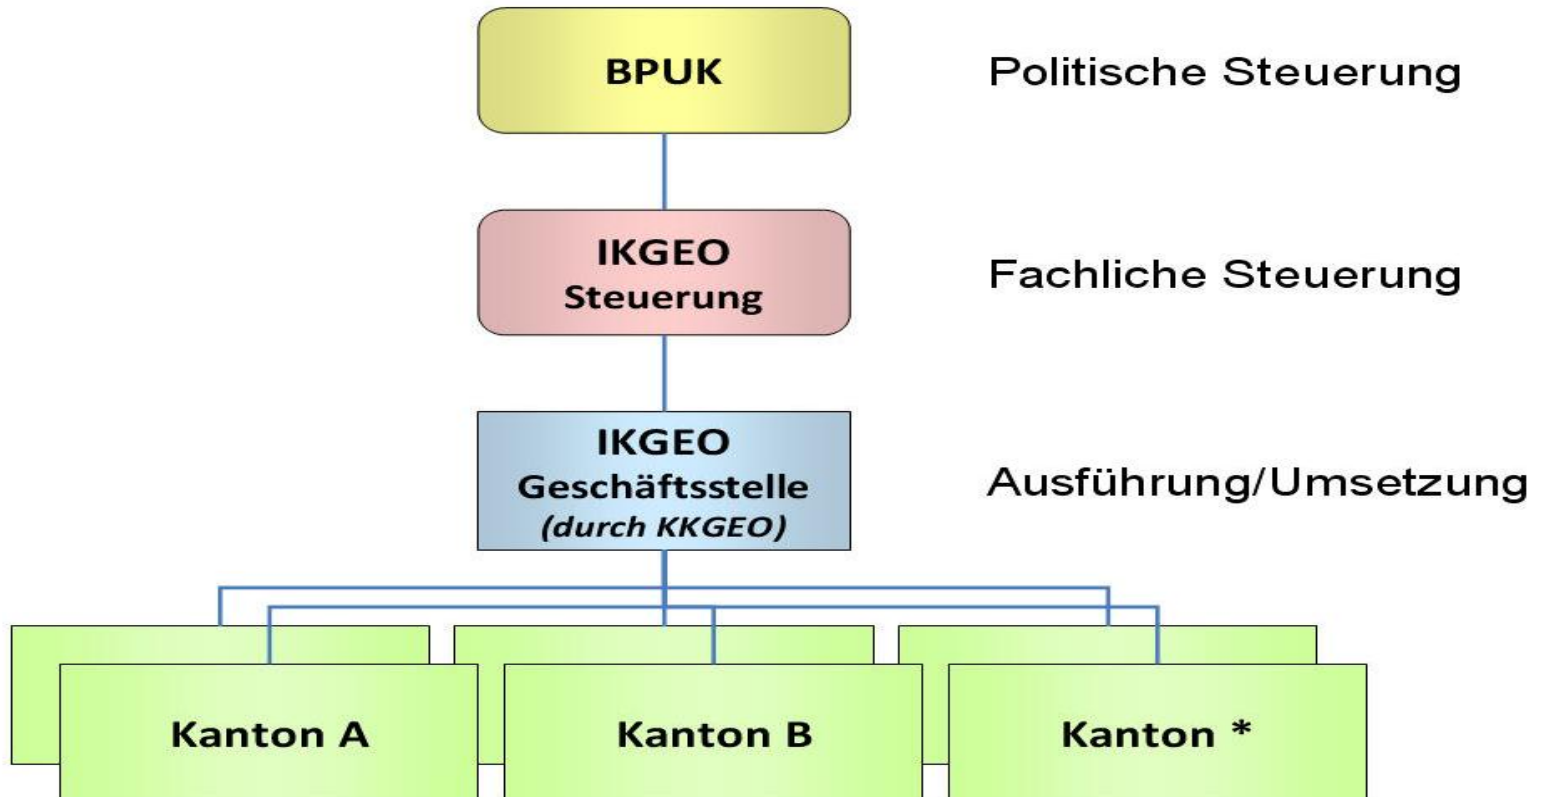 BPUK
Politische Steuerung
IKGEO
Steuerung
Fachliche Steuerung
IKGEO
Geschäftsstelle
(durch KKGEO)
Ausführung/Umsetzung
Kanton A
Kanton B
Kanton *